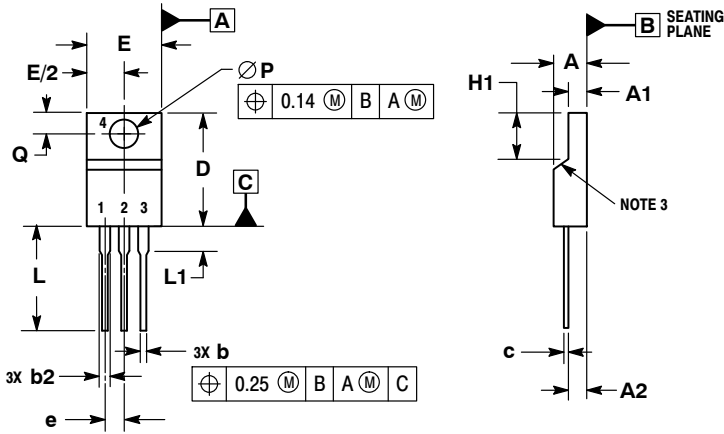 E
A
B
SEATING
PLANE
E/2
∅P
A
⌖ 0.14 Ⓜ B A Ⓜ
H1
A1
4
Q
D
C
NOTE 3
1 2 3
L
L1
3X b
c
3X b2
⌖ 0.25 Ⓜ B A Ⓜ C
A2
e